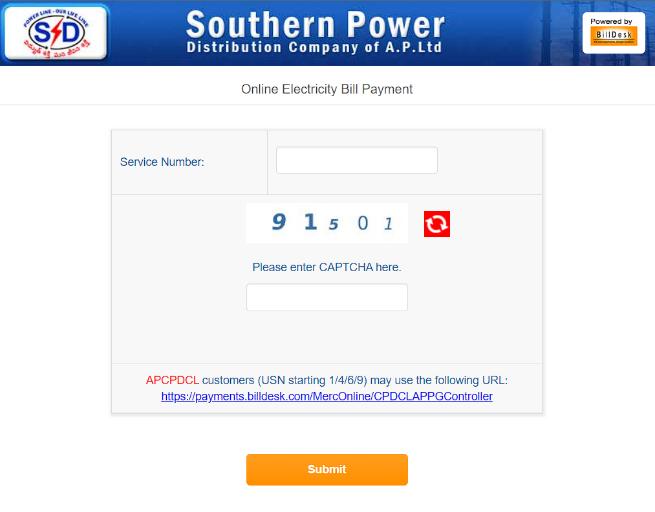 POWER LINE - OUR LIFE LINE
SPD
Southern Power
Distribution Company of A.P.Ltd
Powered by
BillDesk
Online Electricity Bill Payment
Service Number:
9 1 5 0 1
Please enter CAPTCHA here.
APCPDCL customers (USN starting 1/4/6/9) may use the following URL:
https://payments.billdesk.com/MercOnline/CPDCLAPPGController
Submit